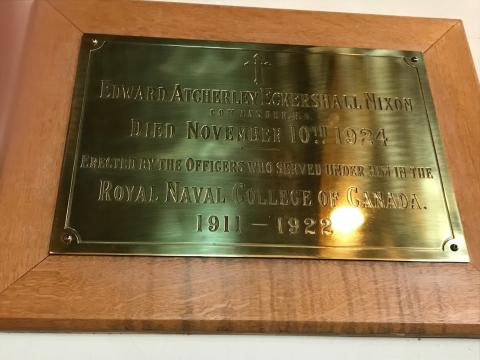 EDWARD ATCHERLEY ECKERSHALL NIXON
COMMANDER R.N.
DIED NOVEMBER 10TH 1924
ERECTED BY THE OFFICERS WHO SERVED UNDER HIM IN THE
ROYAL NAVAL COLLEGE OF CANADA.
1911 — 1922